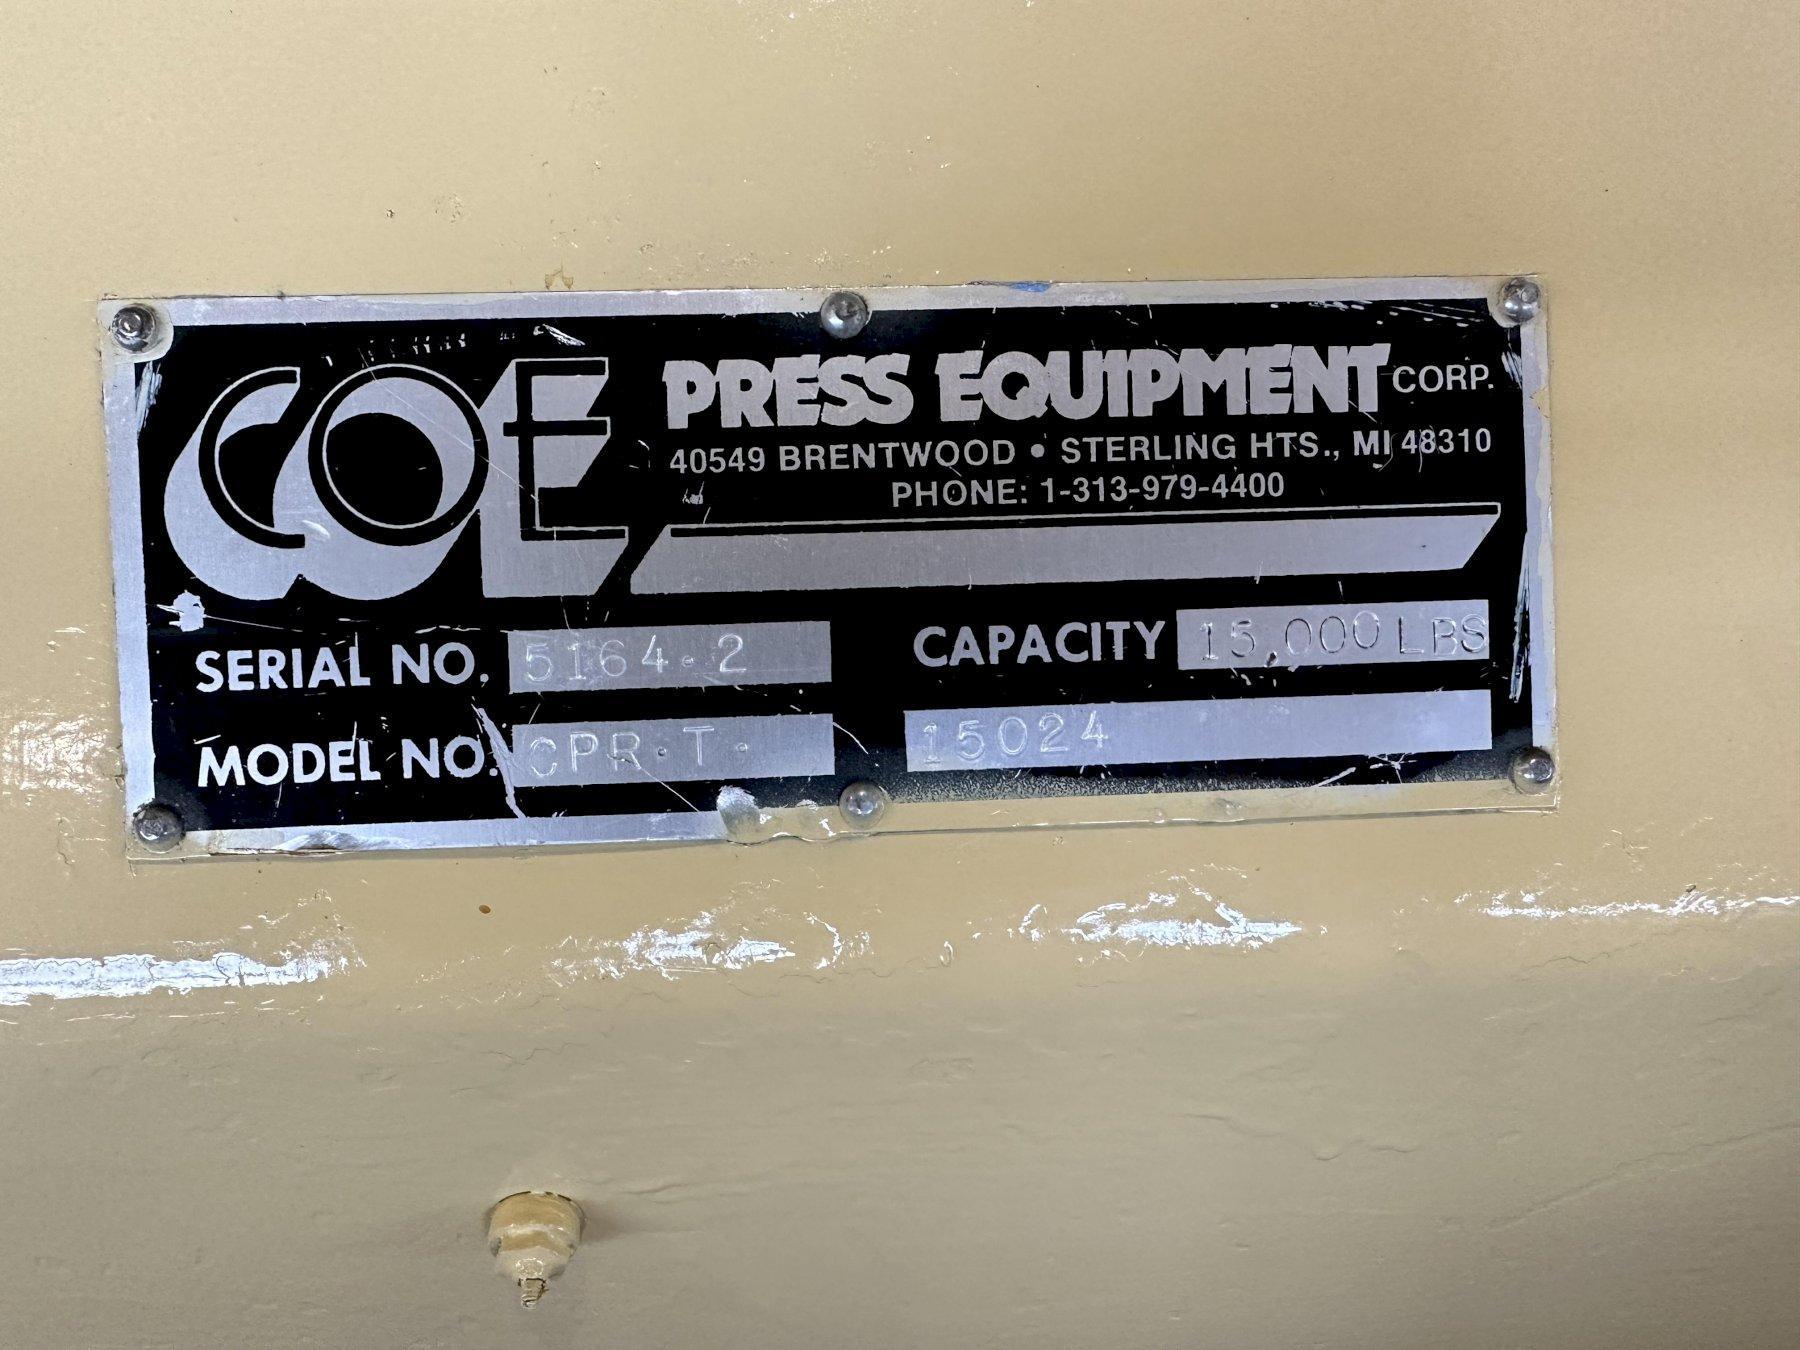 COE PRESS EQUIPMENT CORP.
40549 BRENTWOOD • STERLING HTS., MI 48310
PHONE: 1-313-979-4400
SERIAL NO. 5164·2 CAPACITY 15,000 LBS
MODEL NO. CPR·T· 15024